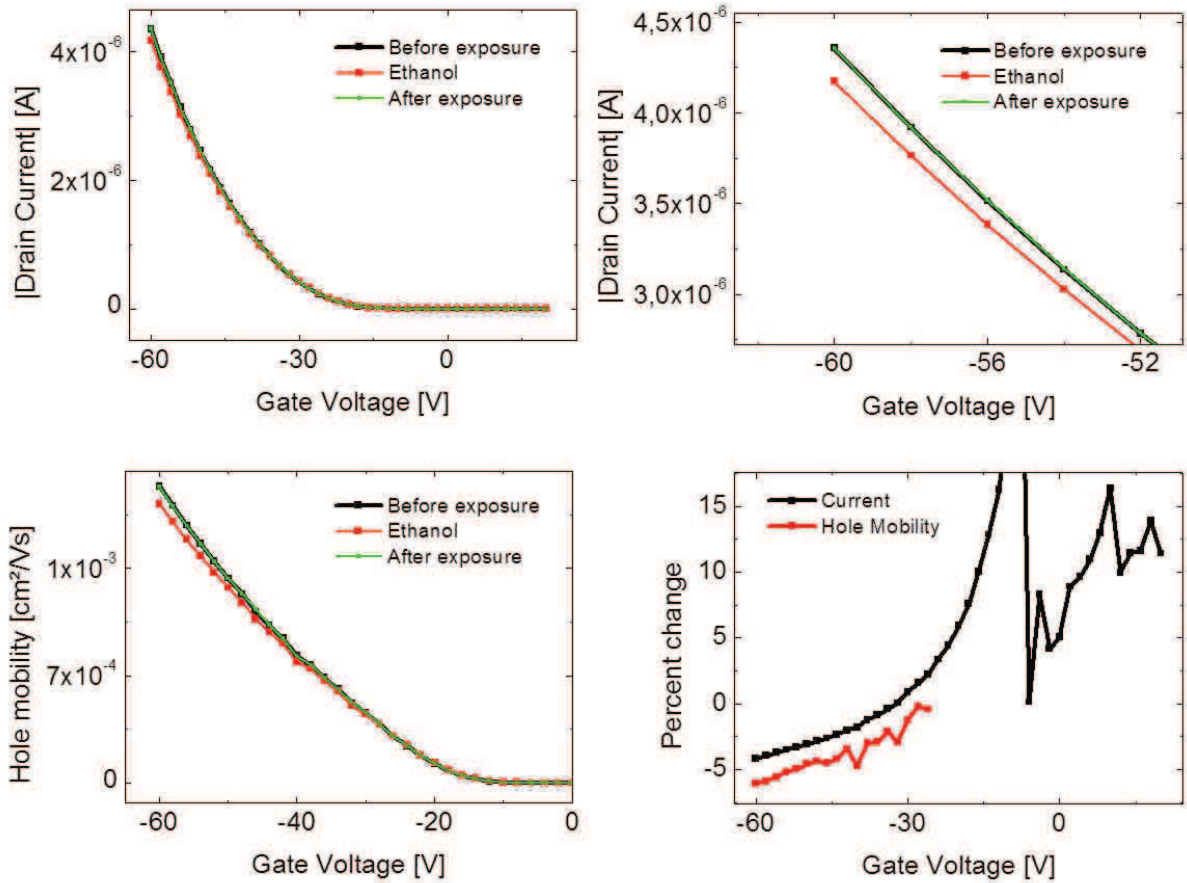 |Drain Current| [A]
4x10⁻⁶
2x10⁻⁶
0
Before exposure
Ethanol
After exposure
-60
-30
0
Gate Voltage [V]
|Drain Current| [A]
4,5x10⁻⁶
4,0x10⁻⁶
3,5x10⁻⁶
3,0x10⁻⁶
Before exposure
Ethanol
After exposure
-60
-56
-52
Gate Voltage [V]
Hole mobility [cm²/Vs]
1x10⁻³
7x10⁻⁴
0
Before exposure
Ethanol
After exposure
-60
-40
-20
0
Gate Voltage [V]
Percent change
15
10
5
0
-5
Current
Hole Mobility
-60
-30
0
Gate Voltage [V]